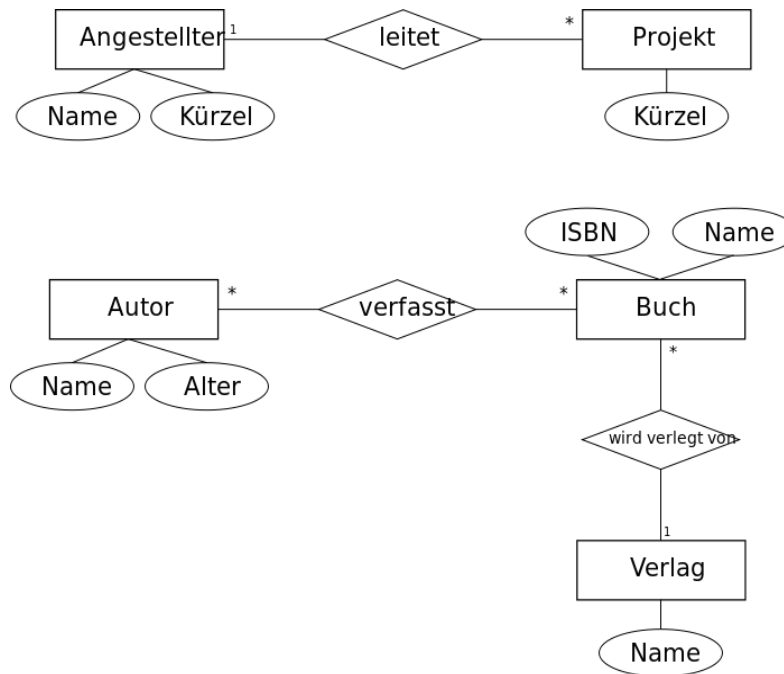 Angestellter 1 leitet * Projekt
Name Kürzel Kürzel
ISBN Name
Autor * verfasst * Buch
Name Alter
*
wird verlegt von
1
Verlag
Name